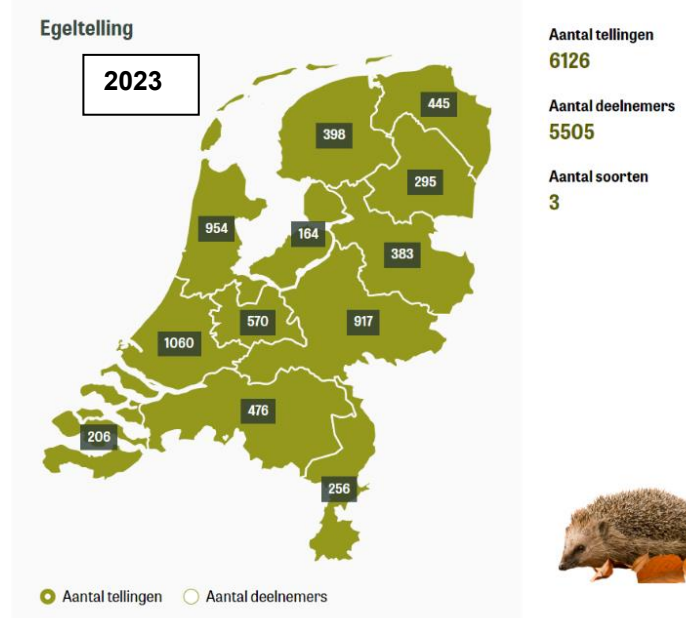 Egeltelling
2023
445
398
295
954
164
383
570
917
1060
476
206
256
Aantal tellingen
Aantal deelnemers
Aantal tellingen
6126
Aantal deelnemers
5505
Aantal soorten
3